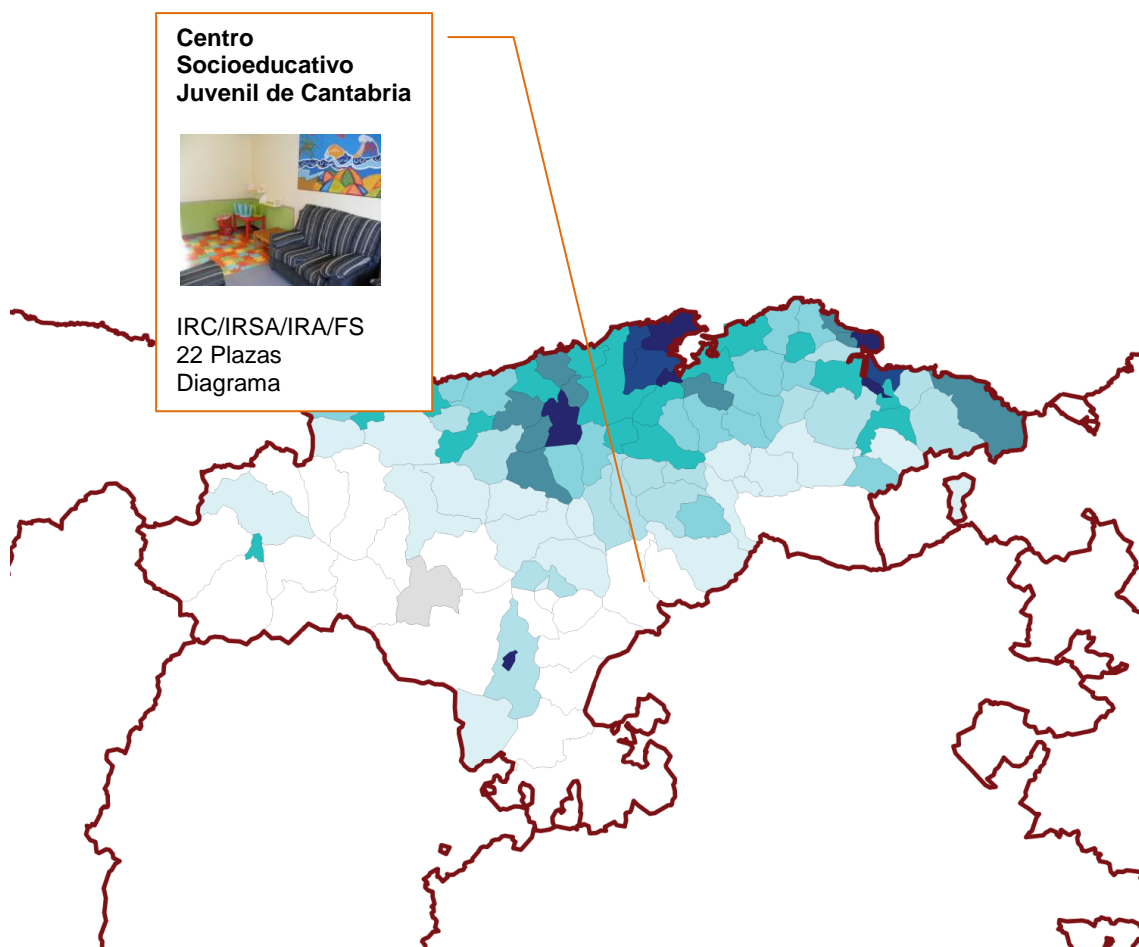 Centro
Socioeducativo
Juvenil de Cantabria
IRC/IRSA/IRA/FS
22 Plazas
Diagrama